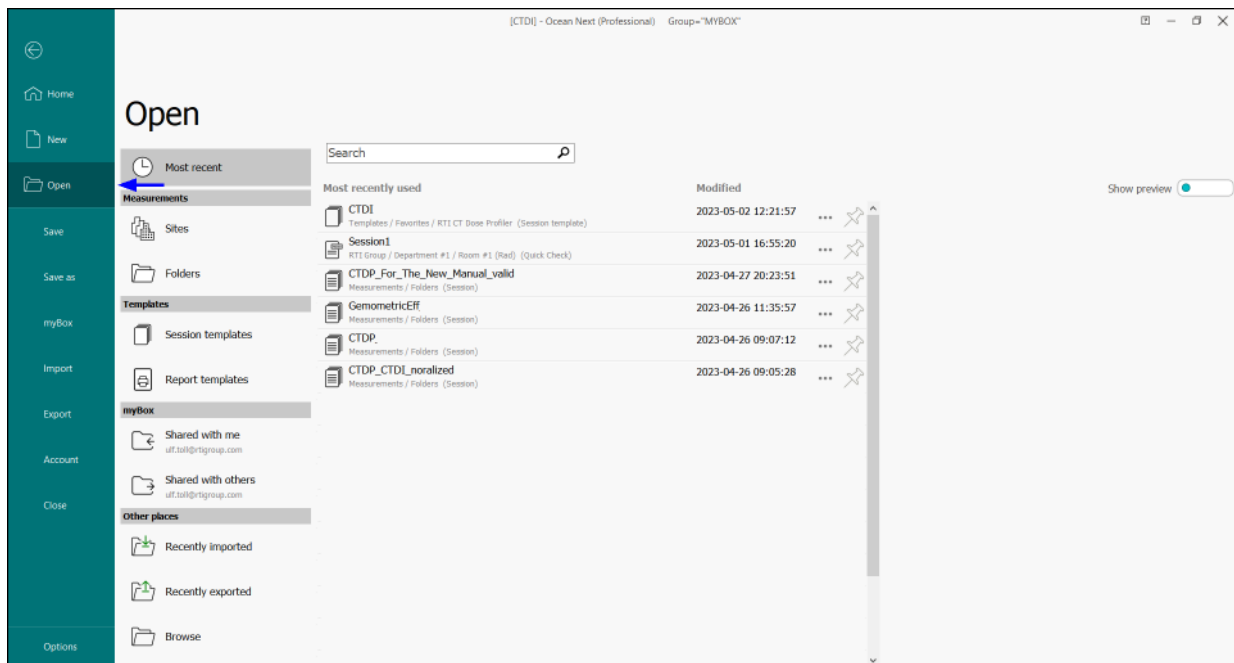 [CTDI] - Ocean Next (Professional) Group="MYBOX"
Home
New
Open
Save
Save as
myBox
Import
Export
Account
Close
Options
Open
Most recent
Measurements
Sites
Folders
Templates
Session templates
Report templates
myBox
Shared with me
ulf.toll@rtigroup.com
Shared with others
ulf.toll@rtigroup.com
Other places
Recently imported
Recently exported
Browse
Search
Most recently used Modified
Show preview
CTDI 2023-05-02 12:21:57
Templates / Favorites / RTI CT Dose Profiler (Session template)
Session1 2023-05-01 16:55:20
RTI Group / Department #1 / Room #1 (Rad) (Quick Check)
CTDP_For_The_New_Manual_valid 2023-04-27 20:23:51
Measurements / Folders (Session)
GemometricEff 2023-04-26 11:35:57
Measurements / Folders (Session)
CTDP_ 2023-04-26 09:07:12
Measurements / Folders (Session)
CTDP_CTDI_noralized 2023-04-26 09:05:28
Measurements / Folders (Session)